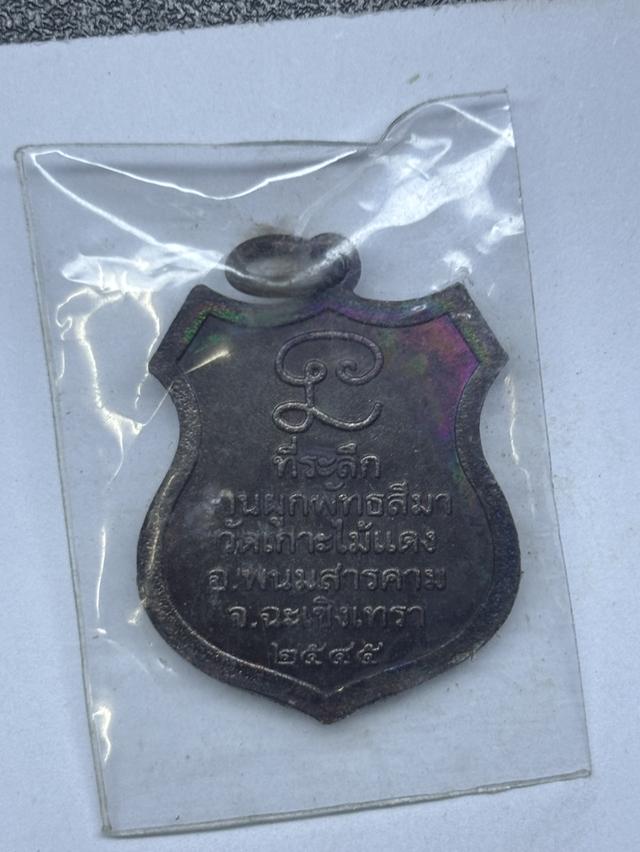 ที่ระลึก
งานผูกพัทธสีมา
วัดเกาะไม้แดง
อ.พนมสารคาม
จ.ฉะเชิงเทรา
๒๕๔๕